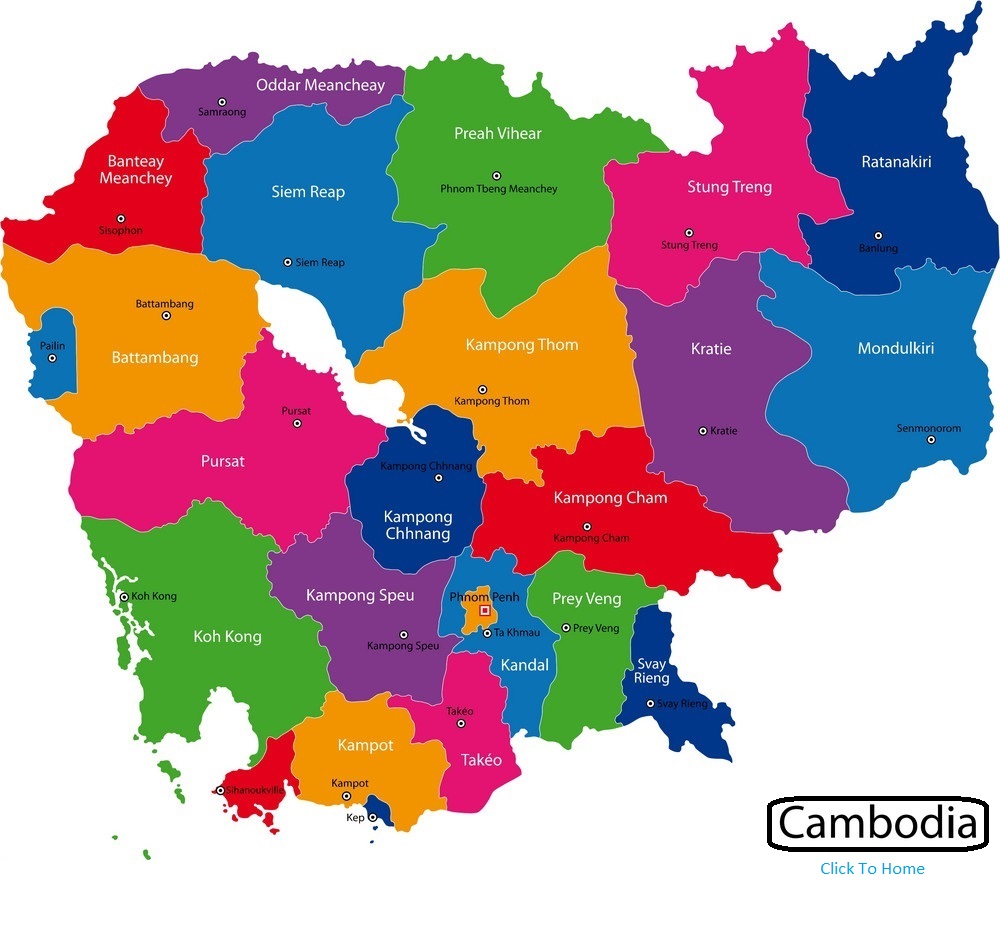 Oddar Meancheay
Samraong
Preah Vihear
Phnom Tbeng Meanchey
Banteay
Meanchey
Sisophon
Siem Reap
Siem Reap
Stung Treng
Stung Treng
Ratanakiri
Banlung
Battambang
Battambang
Pailin
Kampong Thom
Kampong Thom
Kratie
Kratie
Mondulkiri
Senmonorom
Pursat
Pursat
Kampong Chhnang
Kampong
Chhnang
Kampong Cham
Kampong Cham
Koh Kong
Koh Kong
Kampong Speu
Kampong Speu
Phnom Penh
Ta Khmau
Kandal
Prey Veng
Prey Veng
Svay
Rieng
Svay Rieng
Takéo
Takéo
Kampot
Kampot
Kep
Sihanoukville
Cambodia
Click To Home